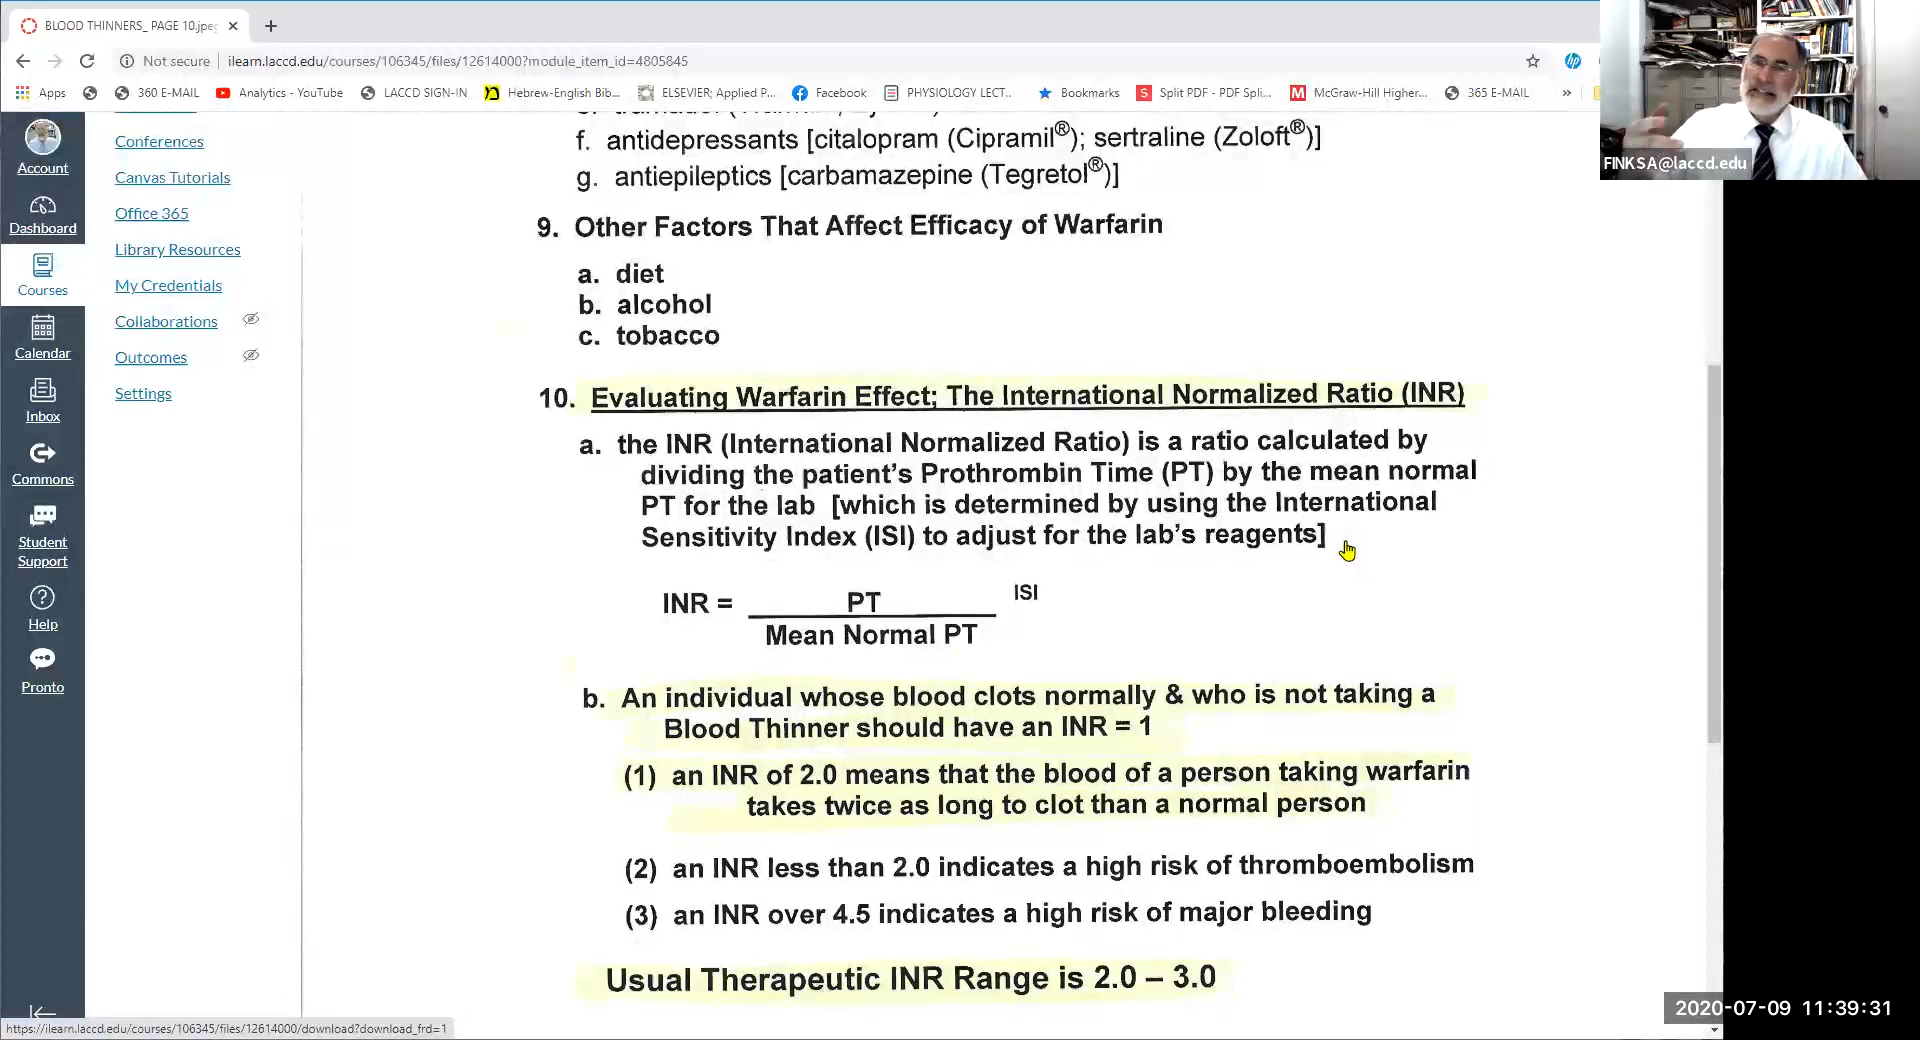 BLOOD THINNERS_ PAGE 10.jpeg
Not secure
ilearn.laccd.edu/courses/106345/files/12614000?module_item_id=4805845
Apps
360 E-MAIL
Analytics - YouTube
LACCD SIGN-IN
Hebrew-English Bib...
ELSEVIER; Applied P...
Facebook
PHYSIOLOGY LECT...
Bookmarks
Split PDF - PDF Spli...
McGraw-Hill Higher...
365 E-MAIL
»
FINKSA@laccd.edu
Account
Dashboard
Courses
Calendar
Inbox
Commons
Student
Support
Help
Pronto
Conferences
Canvas Tutorials
Office 365
Library Resources
My Credentials
Collaborations
Outcomes
Settings
f. antidepressants [citalopram (Cipramil®); sertraline (Zoloft®)]
g. antiepileptics [carbamazepine (Tegretol®)]
9. Other Factors That Affect Efficacy of Warfarin
a. diet
b. alcohol
c. tobacco
10. Evaluating Warfarin Effect; The International Normalized Ratio (INR)
a. the INR (International Normalized Ratio) is a ratio calculated by
dividing the patient's Prothrombin Time (PT) by the mean normal
PT for the lab [which is determined by using the International
Sensitivity Index (ISI) to adjust for the lab's reagents]
ISI
INR = PT
Mean Normal PT
b. An individual whose blood clots normally & who is not taking a
Blood Thinner should have an INR = 1
(1) an INR of 2.0 means that the blood of a person taking warfarin
takes twice as long to clot than a normal person
(2) an INR less than 2.0 indicates a high risk of thromboembolism
(3) an INR over 4.5 indicates a high risk of major bleeding
Usual Therapeutic INR Range is 2.0 – 3.0
2020-07-09 11:39:31
https://ilearn.laccd.edu/courses/106345/files/12614000/download?download_frd=1